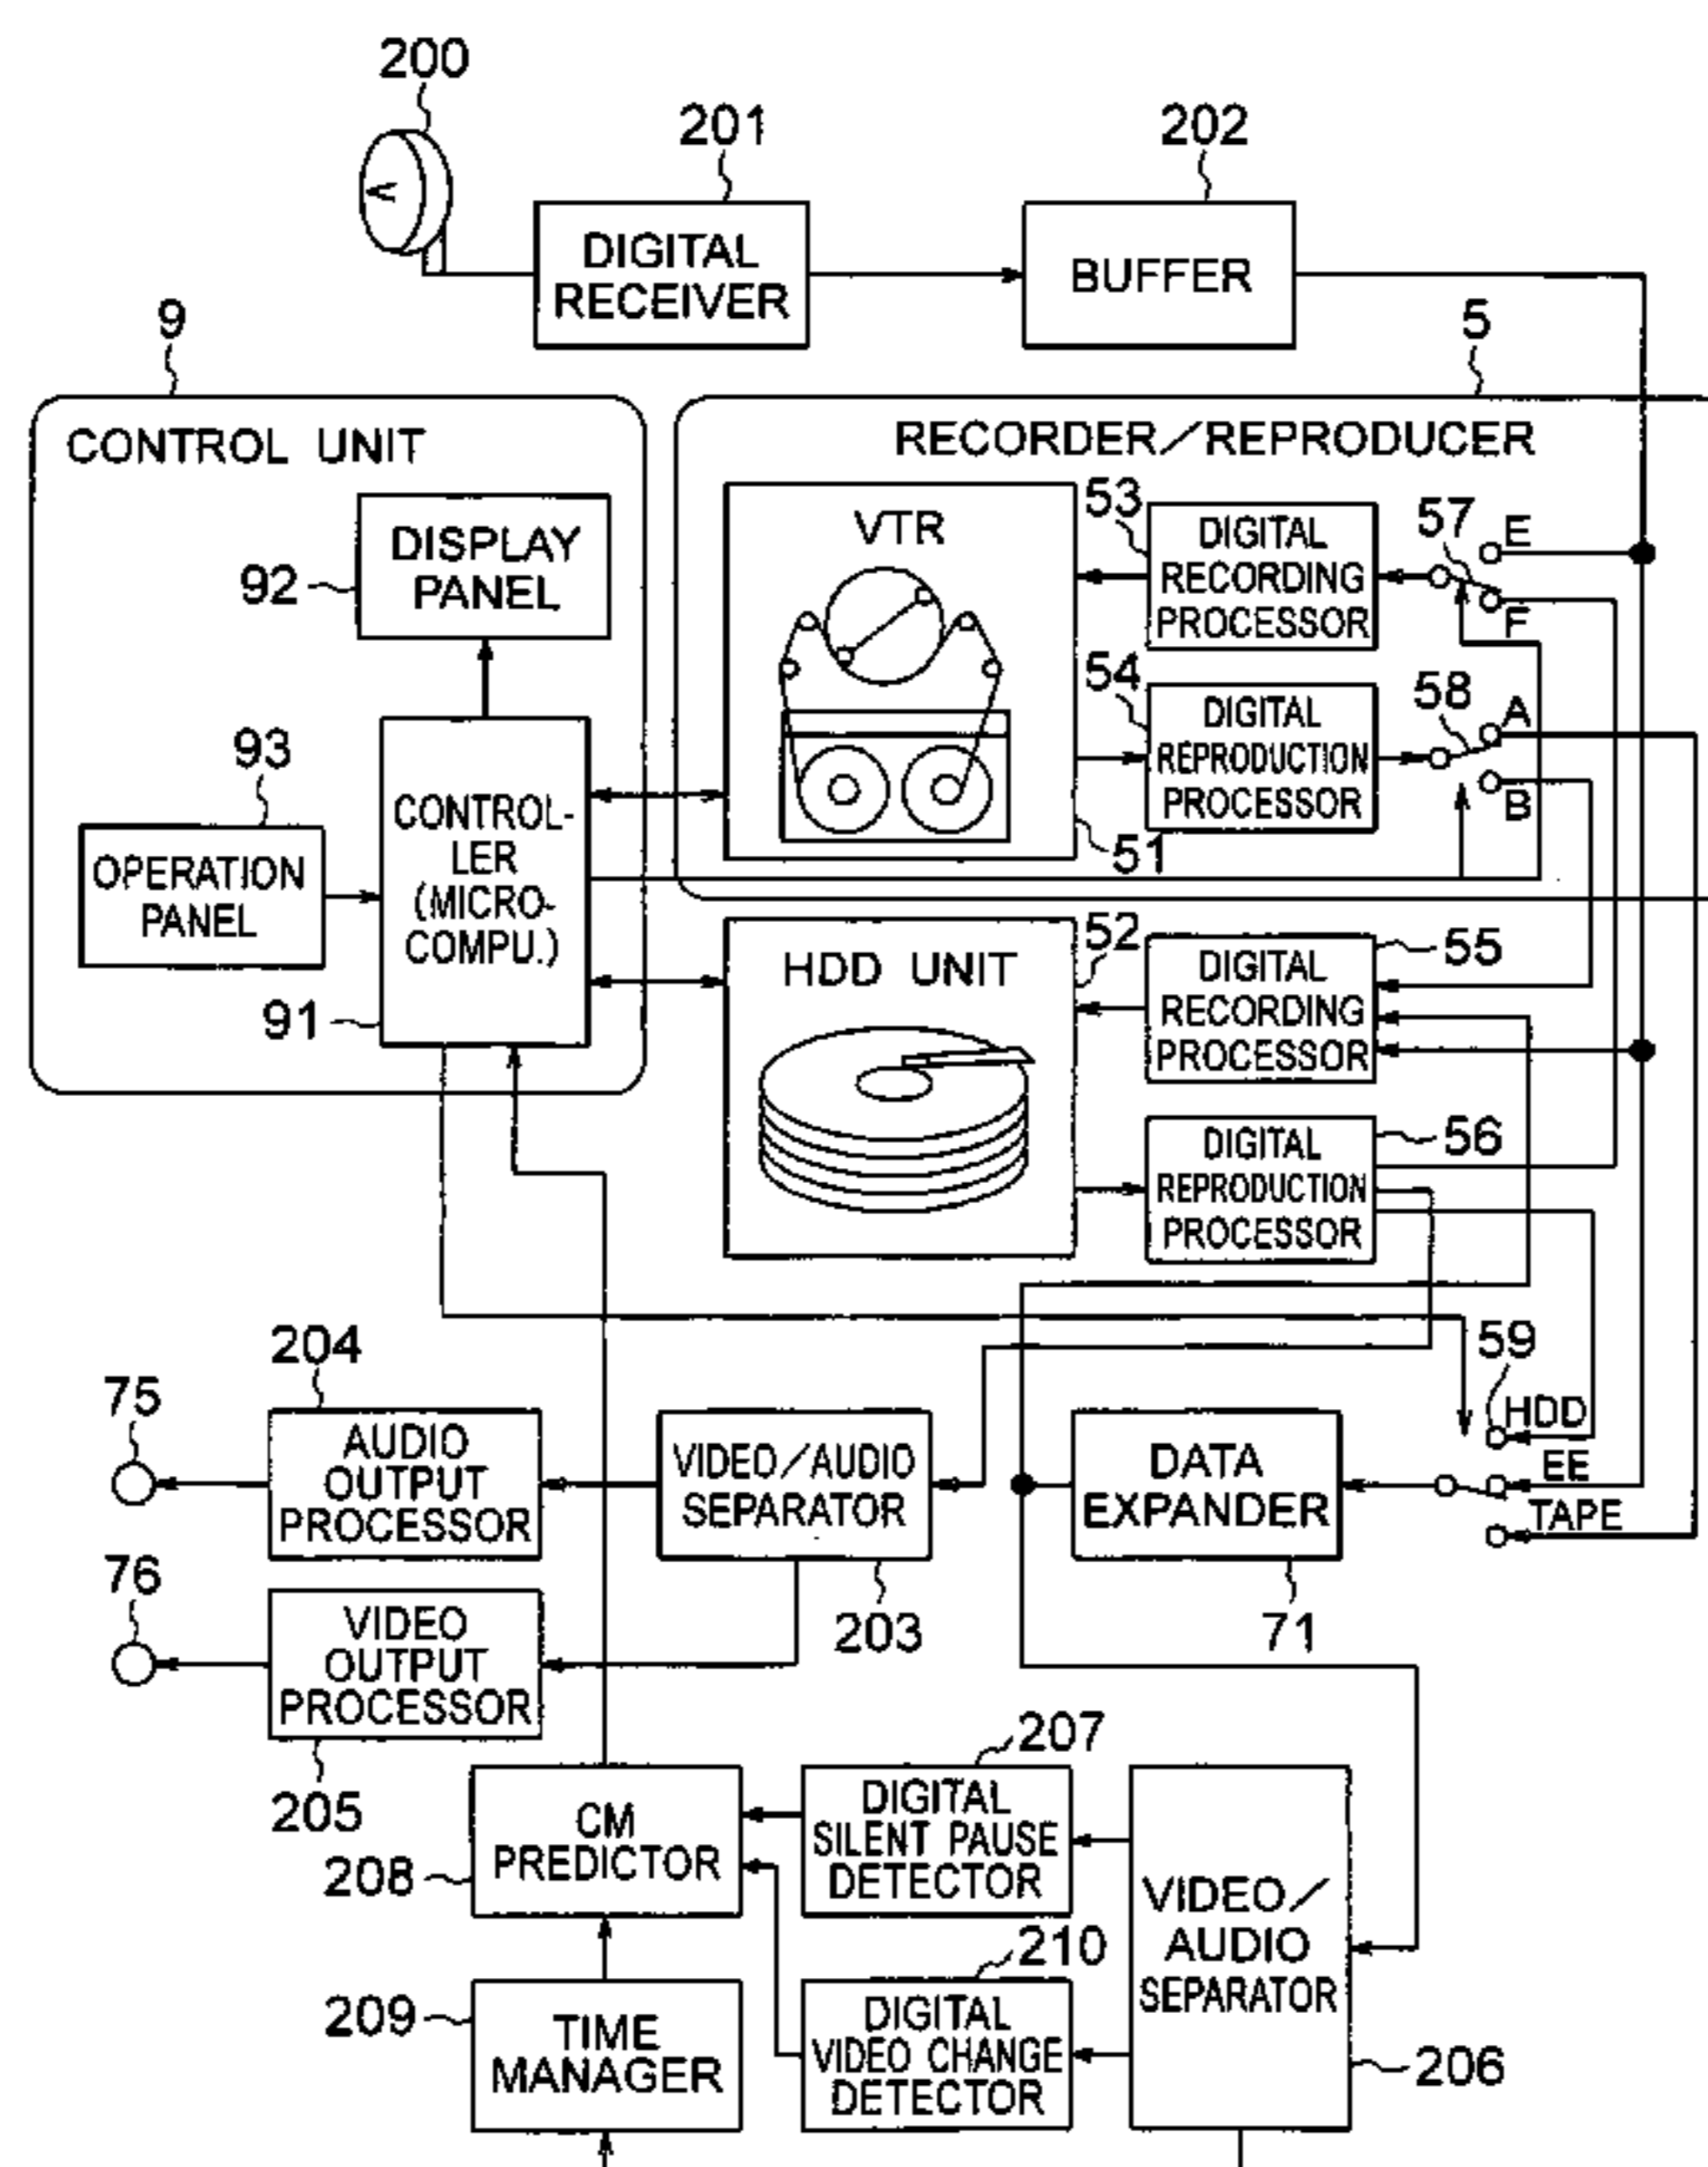 200
201
202
DIGITAL
RECEIVER
BUFFER
9
5
CONTROL UNIT
RECORDER/REPRODUCER
DISPLAY
PANEL
92
VTR
53
DIGITAL
RECORDING
PROCESSOR
57
E
F
54
DIGITAL
REPRODUCTION
PROCESSOR
58
A
B
93
OPERATION
PANEL
CONTROL-
LER
(MICRO-
COMPU.)
91
51
HDD UNIT
52
DIGITAL
RECORDING
PROCESSOR
55
DIGITAL
REPRODUCTION
PROCESSOR
56
204
75
AUDIO
OUTPUT
PROCESSOR
VIDEO/AUDIO
SEPARATOR
203
DATA
EXPANDER
71
59
HDD
EE
TAPE
76
VIDEO
OUTPUT
PROCESSOR
205
207
CM
PREDICTOR
208
DIGITAL
SILENT PAUSE
DETECTOR
VIDEO/
AUDIO
SEPARATOR
206
210
209
TIME
MANAGER
DIGITAL
VIDEO CHANGE
DETECTOR